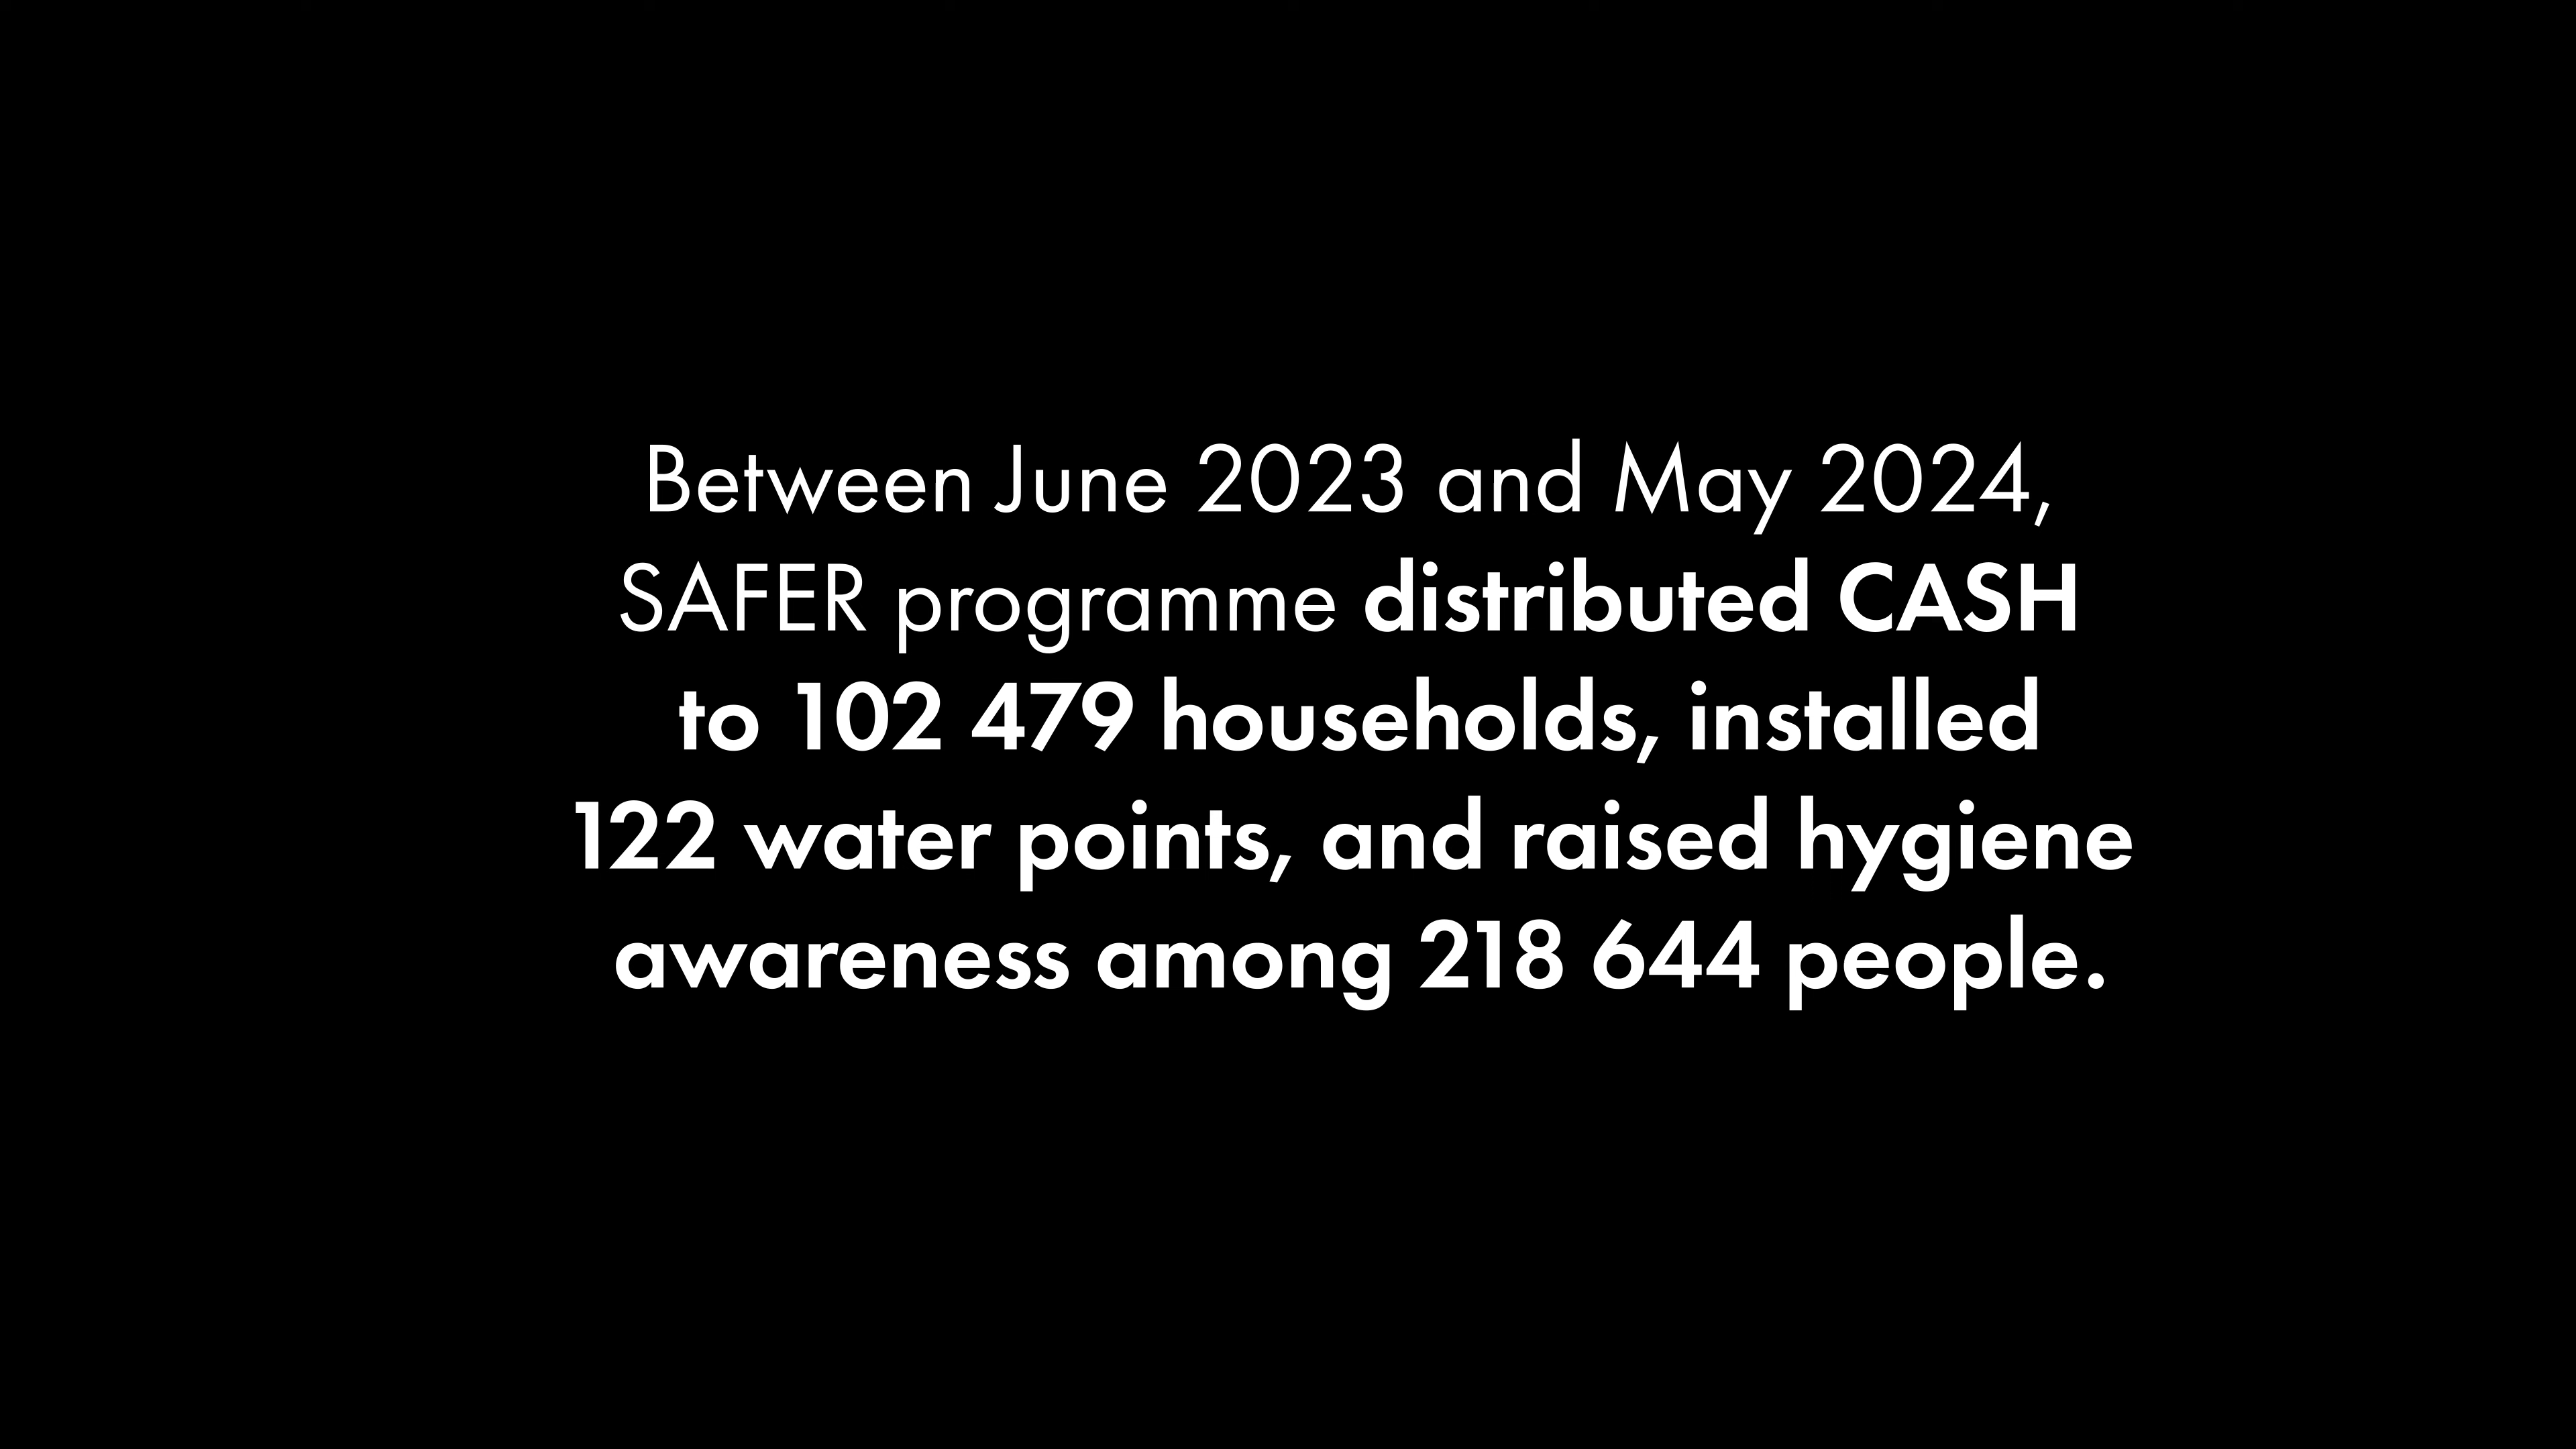 Between June 2023 and May 2024,
SAFER programme distributed CASH
to 102 479 households, installed
122 water points, and raised hygiene
awareness among 218 644 people.